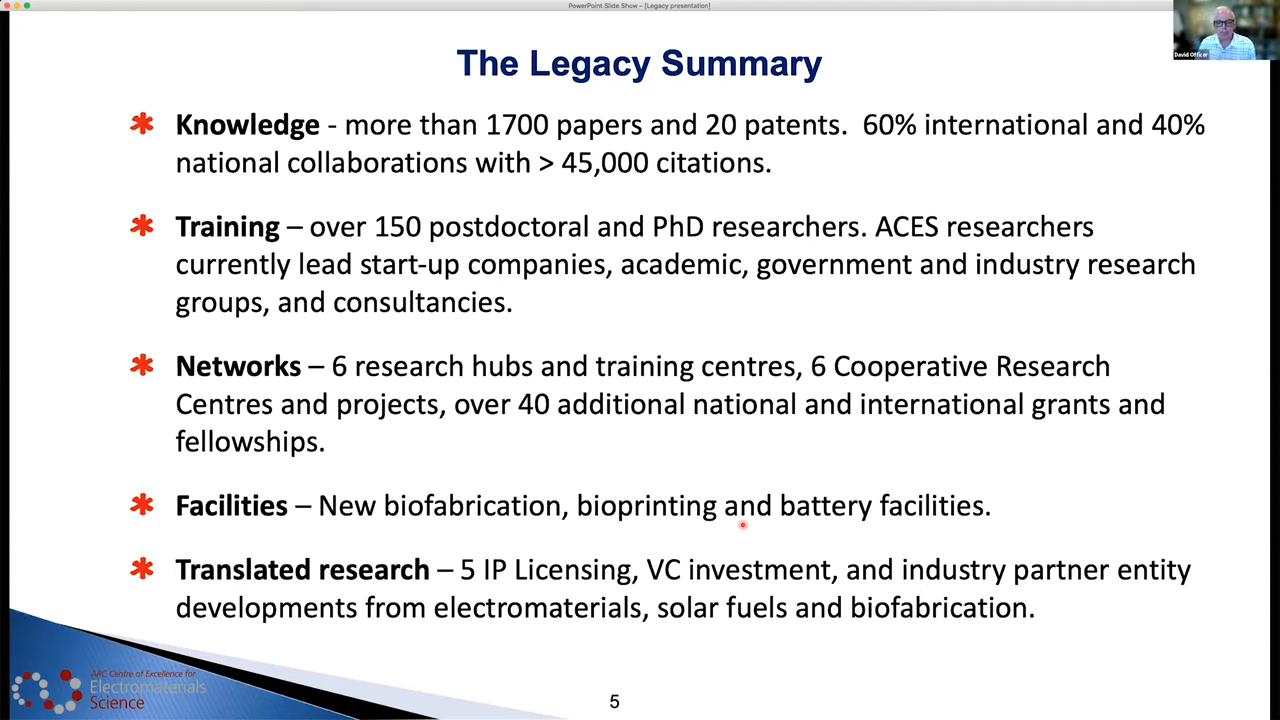 PowerPoint Slide Show – [Legacy presentation]
David Officer
The Legacy Summary
Knowledge - more than 1700 papers and 20 patents.  60% international and 40%
national collaborations with > 45,000 citations.
Training – over 150 postdoctoral and PhD researchers. ACES researchers
currently lead start-up companies, academic, government and industry research
groups, and consultancies.
Networks – 6 research hubs and training centres, 6 Cooperative Research
Centres and projects, over 40 additional national and international grants and
fellowships.
Facilities – New biofabrication, bioprinting and battery facilities.
Translated research – 5 IP Licensing, VC investment, and industry partner entity
developments from electromaterials, solar fuels and biofabrication.
ARC Centre of Excellence for
Electromaterials
Science
5